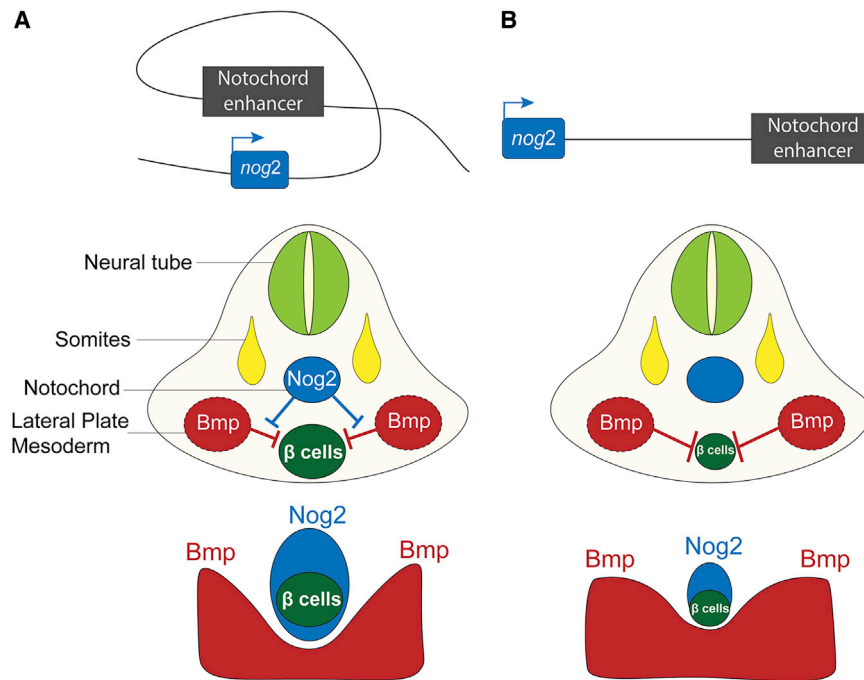 A
Notochord
enhancer
nog2
Neural tube
Somites
Notochord
Lateral Plate
Mesoderm
Nog2
Bmp
Bmp
β cells
Nog2
Bmp
Bmp
β cells
B
nog2
Notochord
enhancer
Bmp
Bmp
β cells
Nog2
Bmp
Bmp
β cells